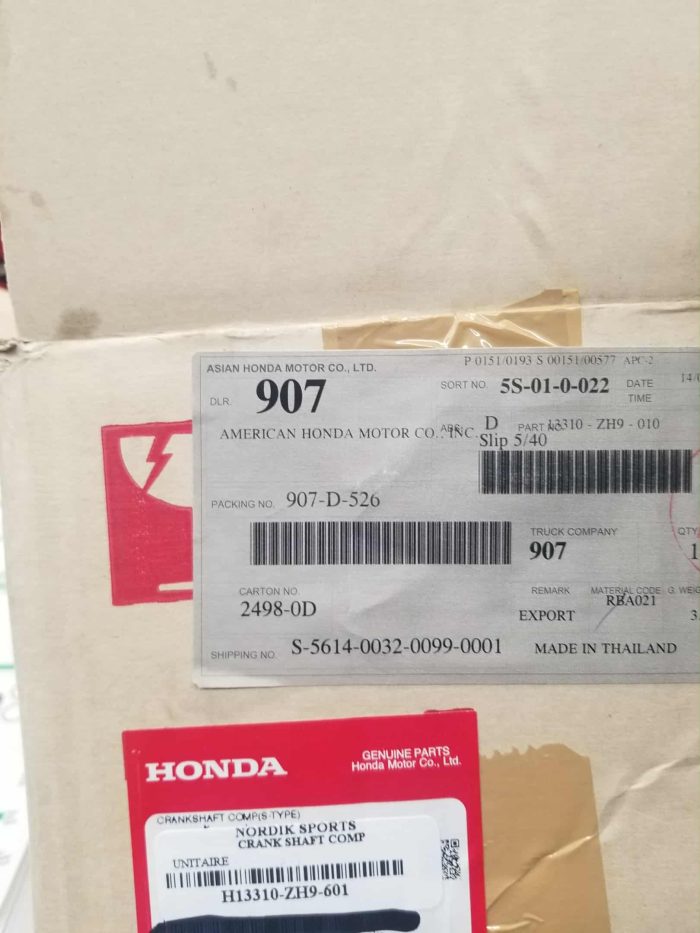 P 0151/0193 S 00151/00577 APC-2
ASIAN HONDA MOTOR CO., LTD.
DLR. 907
SORT NO. 5S-01-0-022
DATE
TIME
AMERICAN HONDA MOTOR CO., INC.
D PART NO. 13310 - ZH9 - 010
Slip 5/40
PACKING NO. 907-D-526
TRUCK COMPANY
907
QTY
1
CARTON NO.
2498-0D
REMARK
EXPORT
MATERIAL CODE
RBA021
SHIPPING NO. S-5614-0032-0099-0001
MADE IN THAILAND
HONDA
GENUINE PARTS
Honda Motor Co., Ltd.
CRANKSHAFT COMP(S·TYPE)
NORDIK SPORTS
CRANK SHAFT COMP
UNITAIRE
H13310-ZH9-601